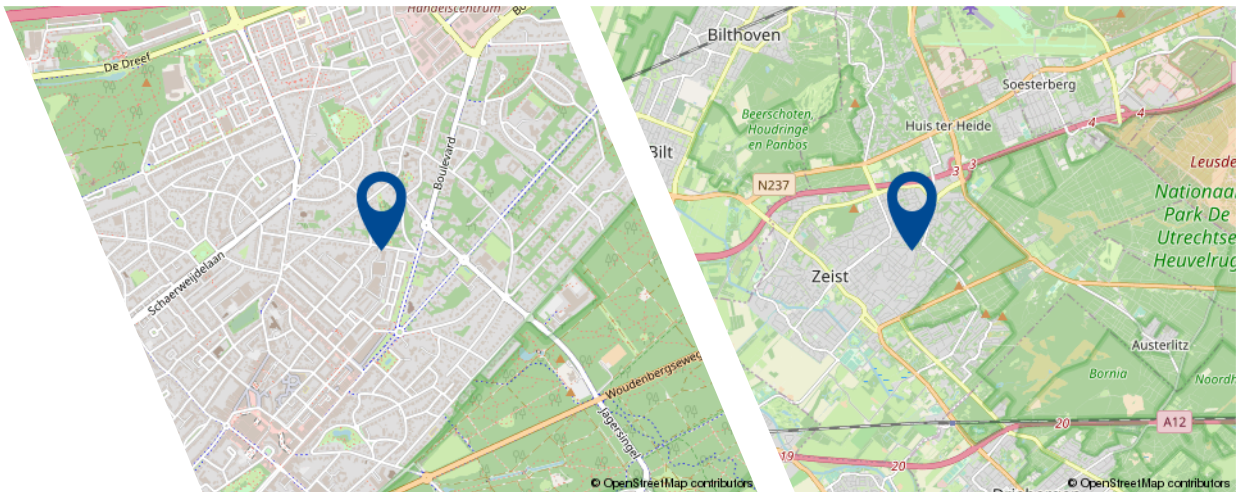 Handelscentrum
De Dreef
Boulevard
Schaerweijdelaan
Woudenbergseweg
Jagersingel
© OpenStreetMap contributors
Bilthoven
Soesterberg
Beerschoten,
Houdringe
en Panbos
Huis ter Heide
4
4
Bilt
3
3
N237
Leusde
Nationaal
Park De
Utrechtse
Heuvelrug
Zeist
Austerlitz
Bornia
Noordh
A12
20
19
20
© OpenStreetMap contributors